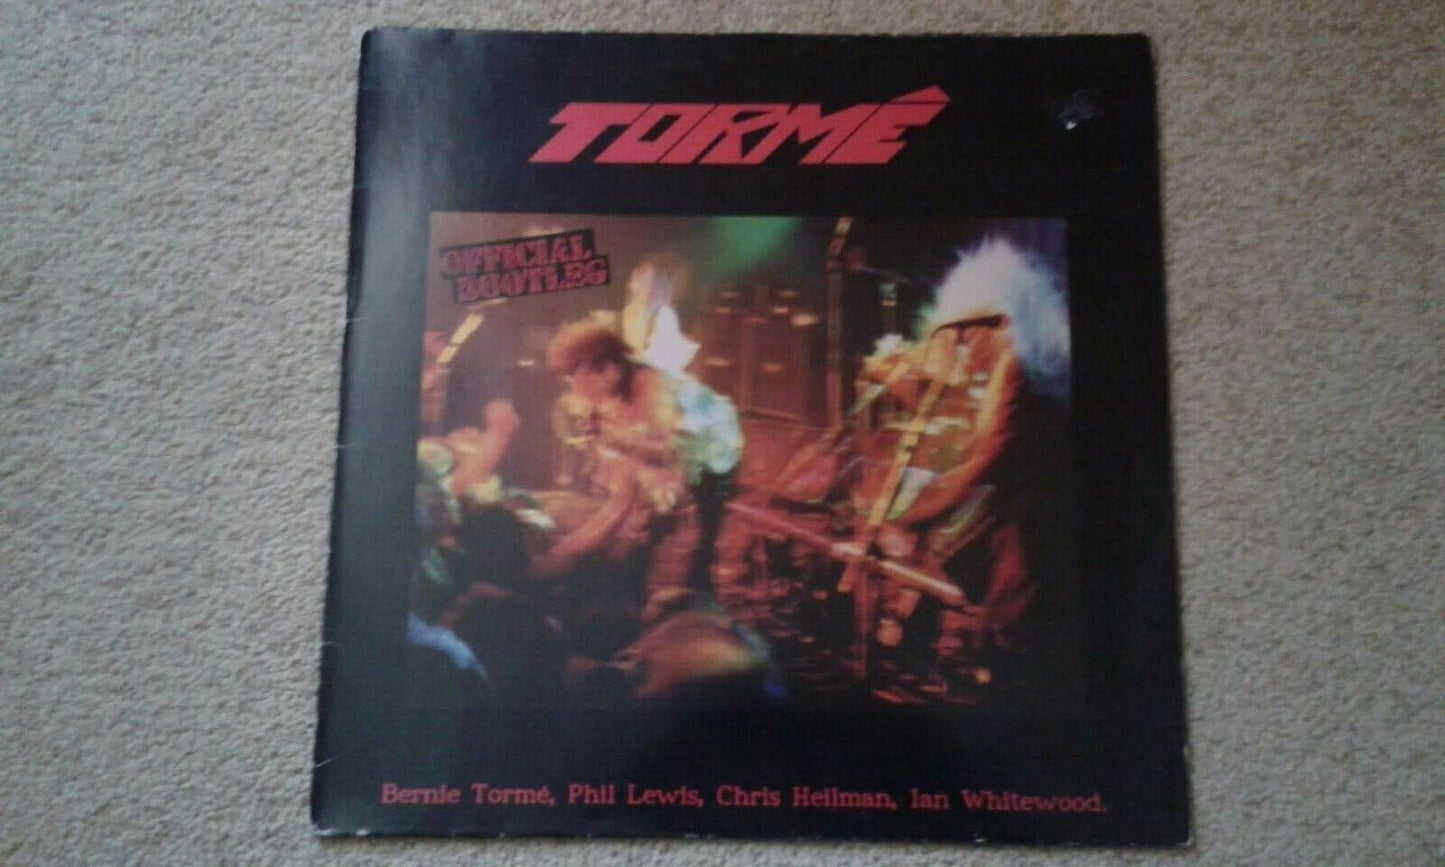 TORMÉ
OFFICIAL
BOOTLEG
Bernie Tormé, Phil Lewis, Chris Heilman, Ian Whitewood.